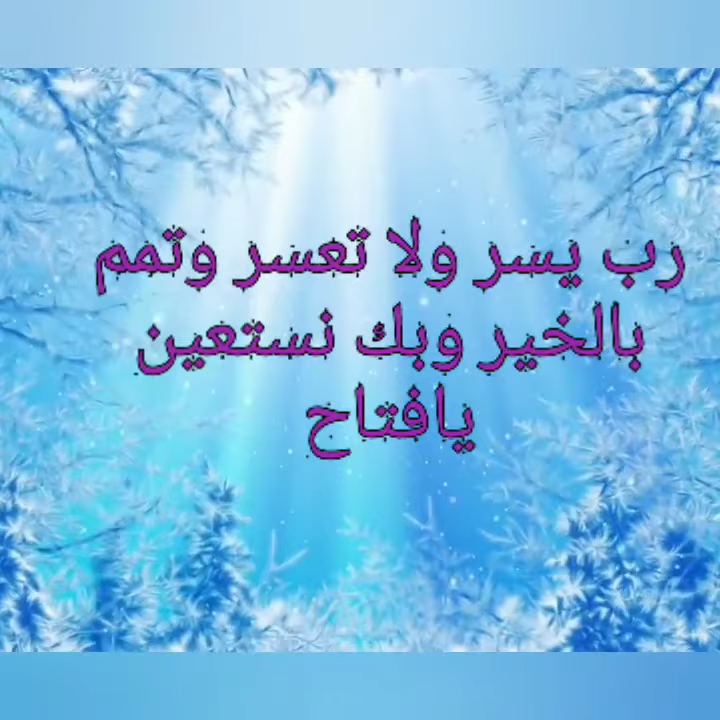 رب يسر ولا تعسر وتمم
بالخير وبك نستعين
يافتاح